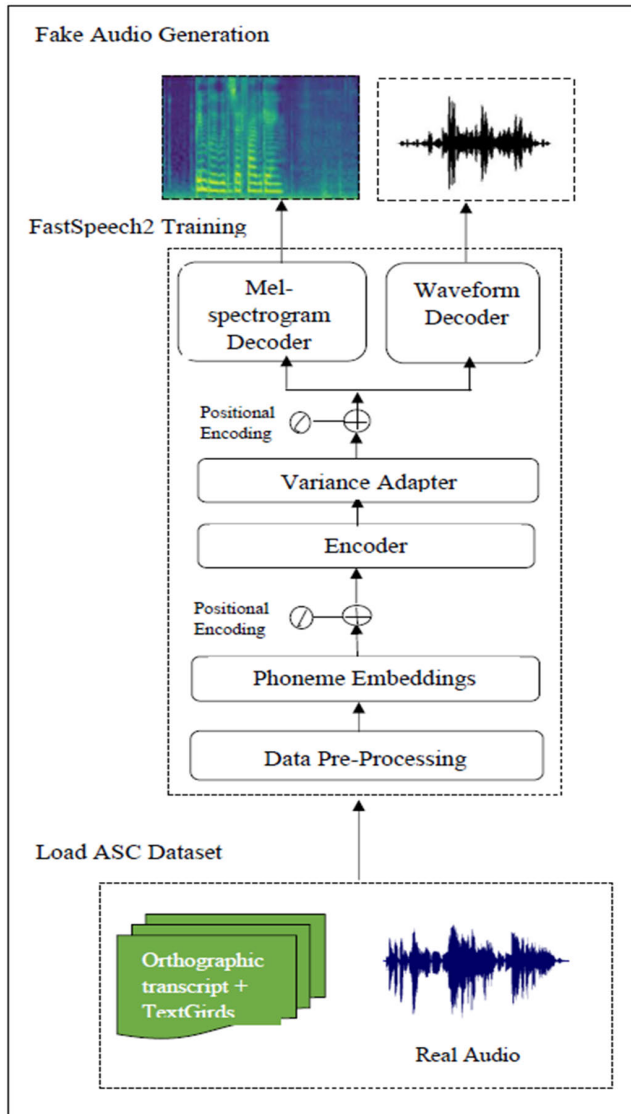 Fake Audio Generation
FastSpeech2 Training
Mel-
spectrogram
Decoder
Waveform
Decoder
Positional
Encoding
Variance Adapter
Encoder
Positional
Encoding
Phoneme Embeddings
Data Pre-Processing
Load ASC Dataset
Orthographic
transcript +
TextGirds
Real Audio